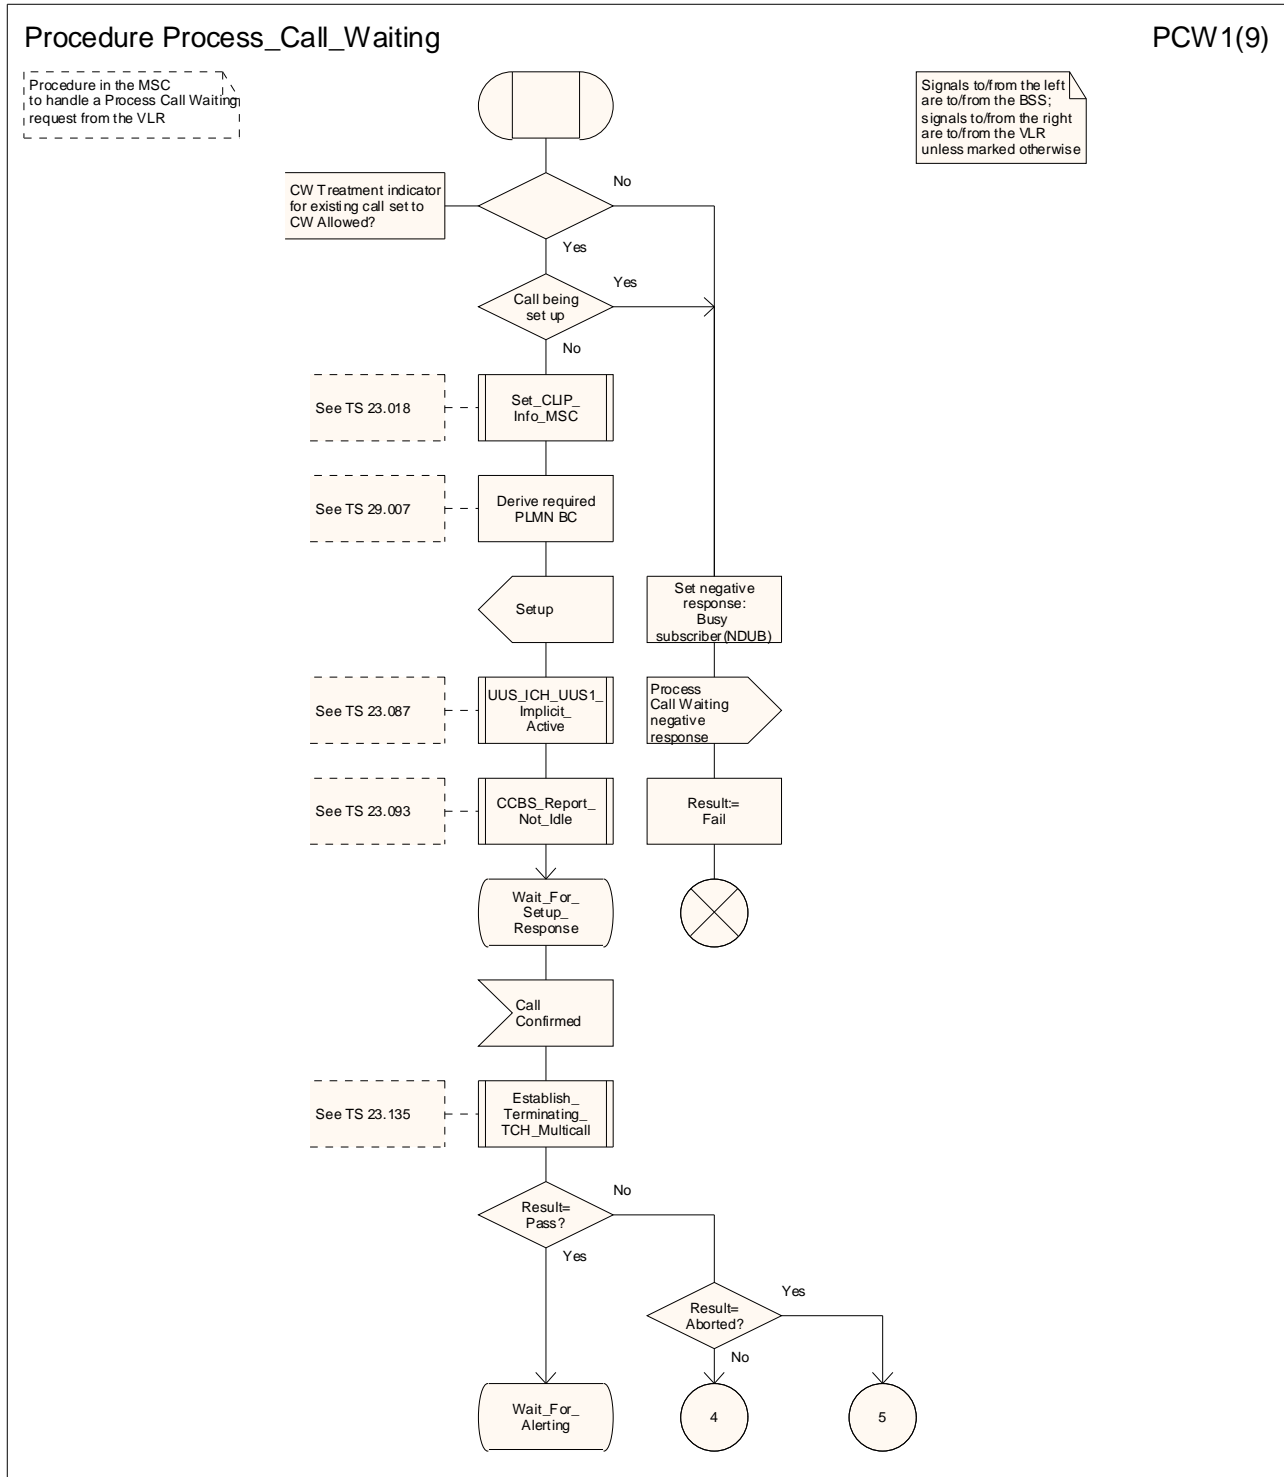 Procedure Process_Call_Waiting
PCW1(9)
Procedure in the MSC
to handle a Process Call Waiting
request from the VLR
Signals to/from the left
are to/from the BSS;
signals to/from the right
are to/from the VLR
unless marked otherwise
CW Treatment indicator
for existing call set to
CW Allowed?
No
Yes
Call being
set up
Yes
No
See TS 23.018
Set_CLIP_
Info_MSC
See TS 29.007
Derive required
PLMN BC
Setup
Set negative
response:
Busy
subscriber(NDUB)
See TS 23.087
UUS_ICH_UUS1_
Implicit_
Active
Process
Call Waiting
negative
response
See TS 23.093
CCBS_Report_
Not_Idle
Result:=
Fail
Wait_For_
Setup_
Response
Call
Confirmed
See TS 23.135
Establish_
Terminating_
TCH_Multicall
Result=
Pass?
No
Yes
Result=
Aborted?
Yes
No
Wait_For_
Alerting
4
5